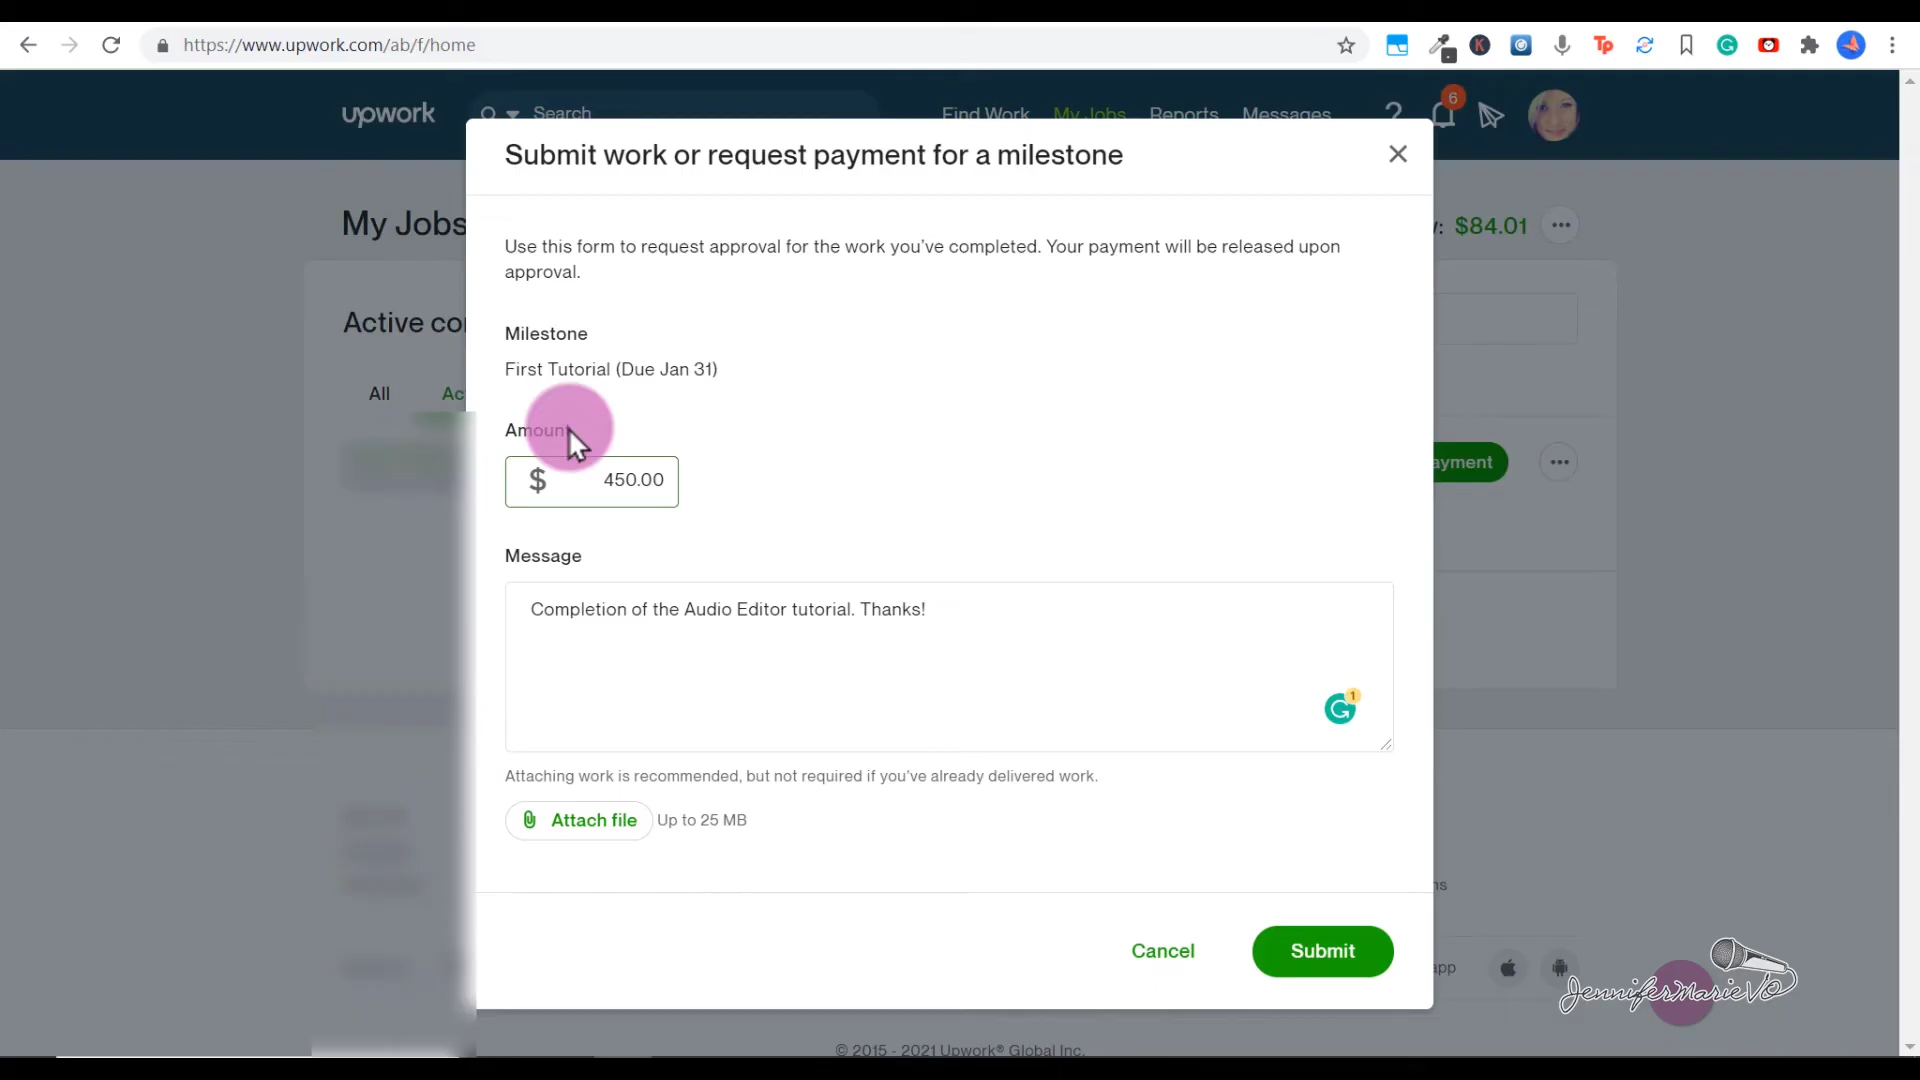 https://www.upwork.com/ab/f/home
upwork
Search
Find Work
My Jobs
Reports
Messages
6
Submit work or request payment for a milestone
My Jobs
$84.01
Use this form to request approval for the work you've completed. Your payment will be released upon
approval.
Active
Milestone
First Tutorial (Due Jan 31)
All
Amount
$ 450.00
Message
Completion of the Audio Editor tutorial. Thanks!
1
Attaching work is recommended, but not required if you've already delivered work.
Attach file Up to 25 MB
Cancel
Submit
JenniferMarieVO
© 2015 - 2021 Upwork® Global Inc.